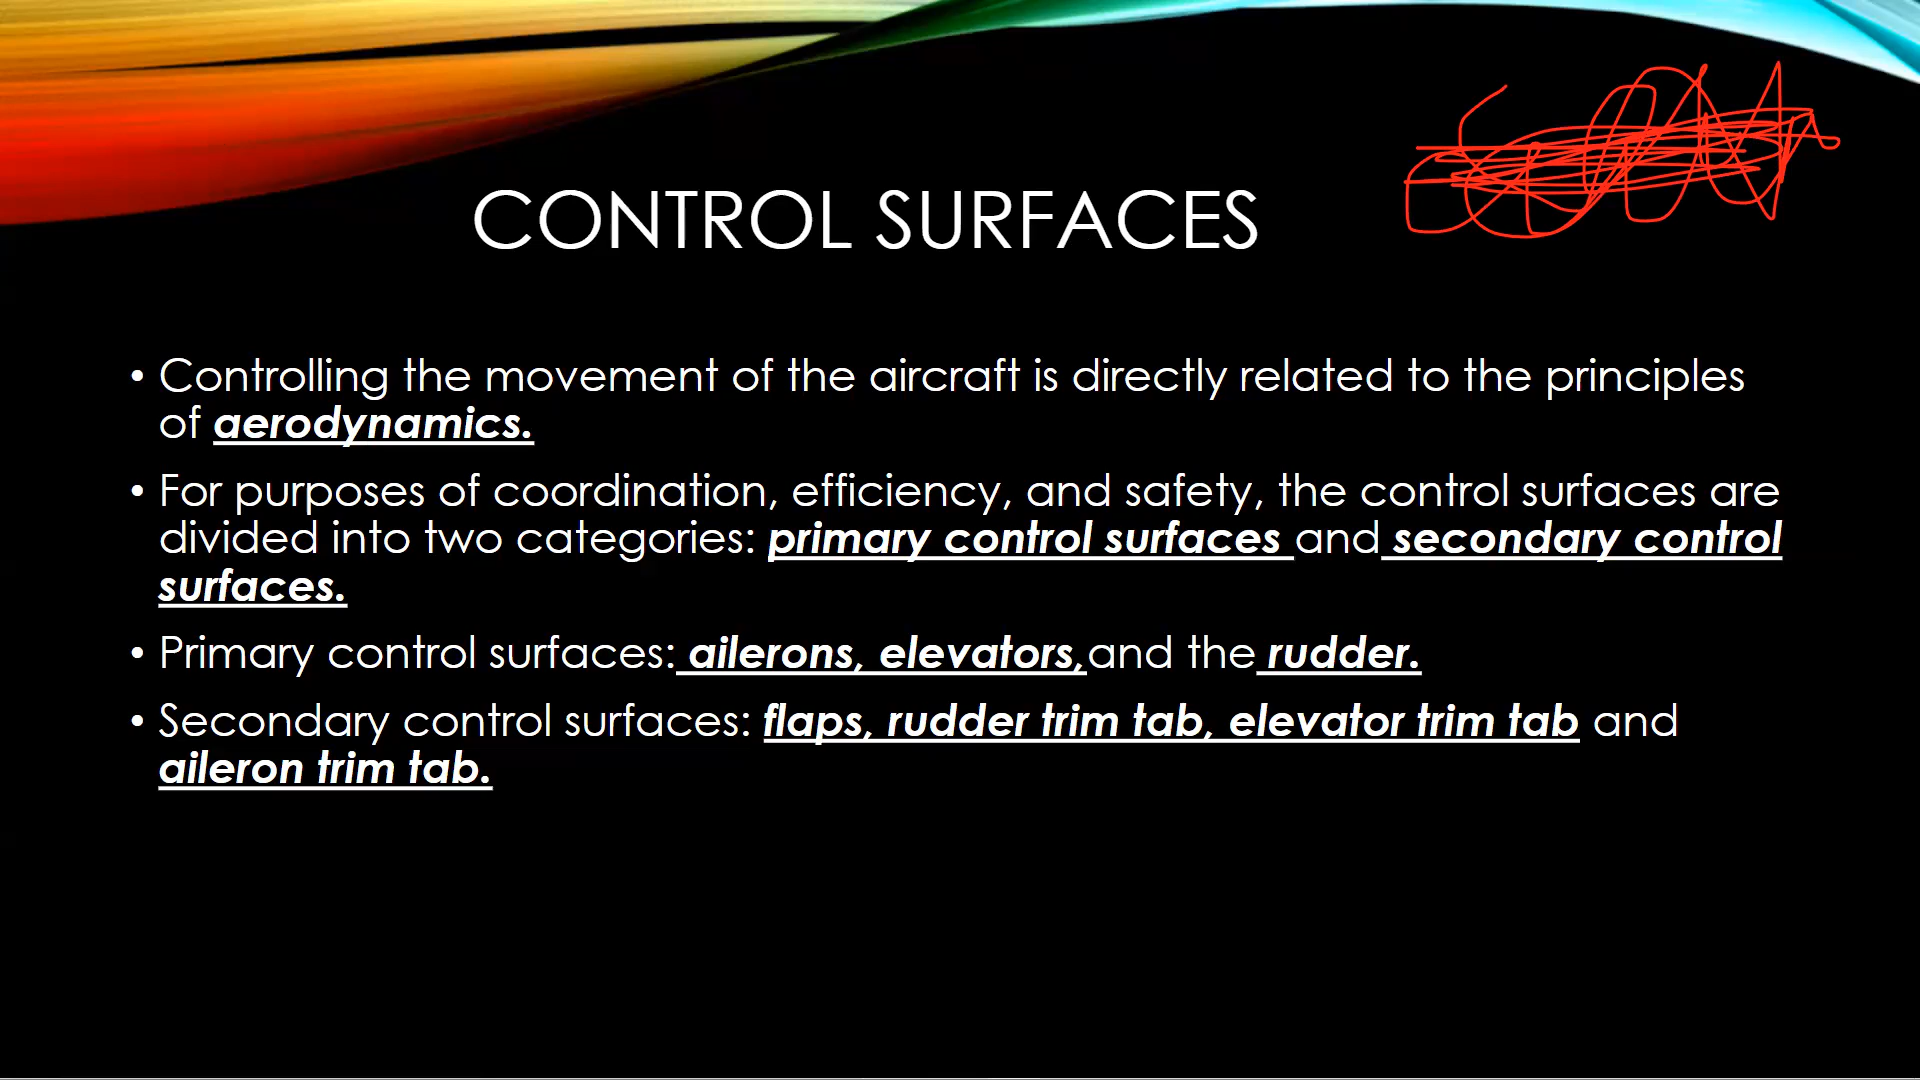 CONTROL SURFACES
• Controlling the movement of the aircraft is directly related to the principles
of aerodynamics.
• For purposes of coordination, efficiency, and safety, the control surfaces are
divided into two categories: primary control surfaces and secondary control
surfaces.
• Primary control surfaces: ailerons, elevators,and the rudder.
• Secondary control surfaces: flaps, rudder trim tab, elevator trim tab and
aileron trim tab.